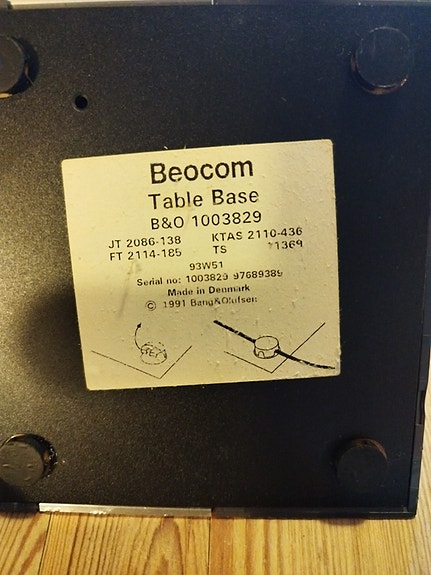 Beocom
Table Base
B&O 1003829
JT 2086-138 KTAS 2110-436
FT 2114-185 TS 11369
93W51
Serial no: 1003829 97689389
Made in Denmark
© 1991 Bang&Olufsen